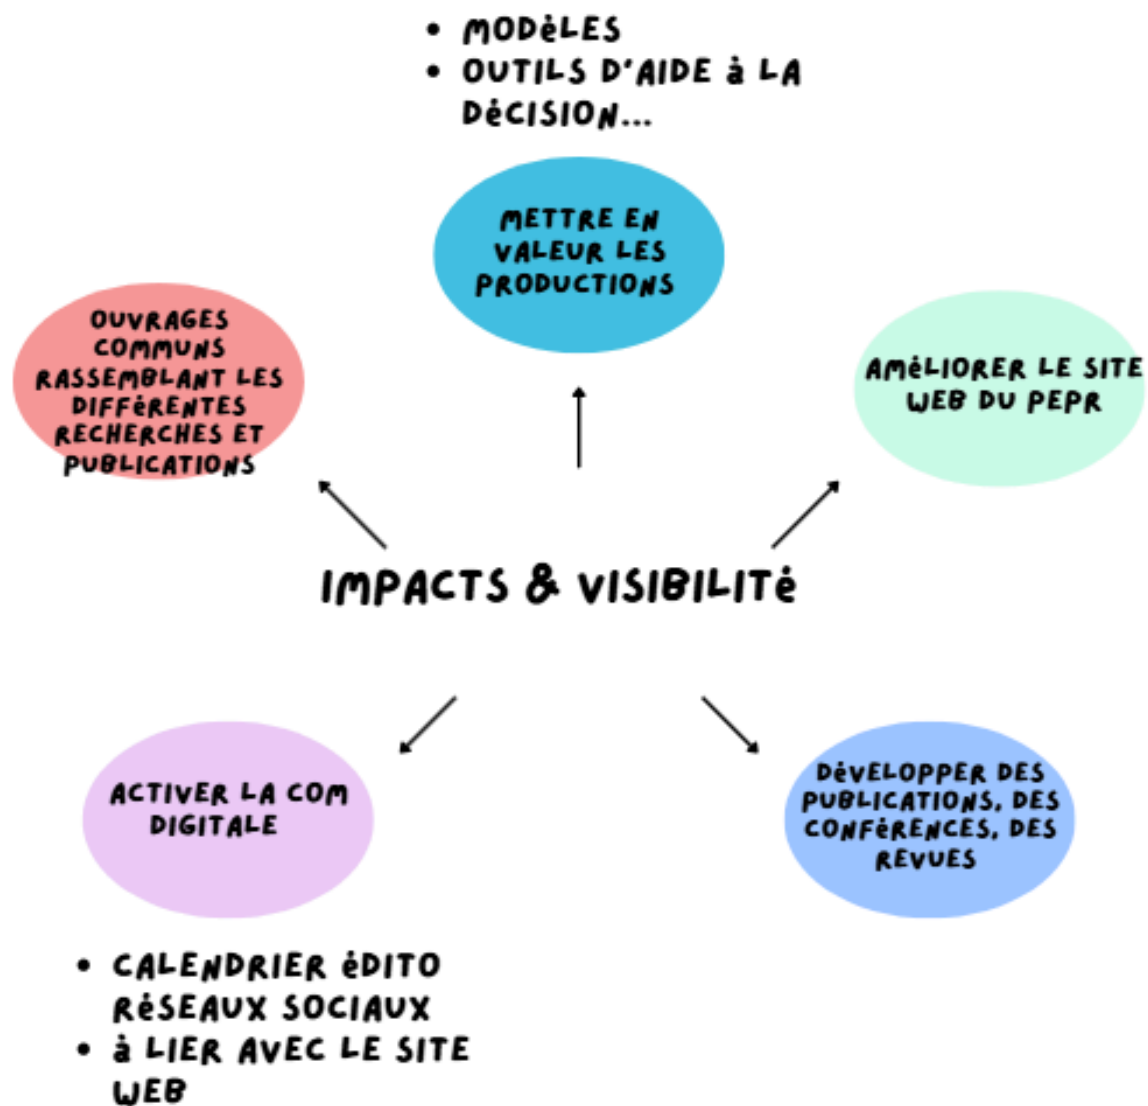 • MODÈLES
• OUTILS D'AIDE À LA
DÉCISION...
METTRE EN
VALEUR LES
PRODUCTIONS
OUVRAGES
COMMUNS
RASSEMBLANT LES
DIFFÉRENTES
RECHERCHES ET
PUBLICATIONS
AMÉLIORER LE SITE
WEB DU PEPR
IMPACTS & VISIBILITÉ
ACTIVER LA COM
DIGITALE
DÉVELOPPER DES
PUBLICATIONS, DES
CONFÉRENCES, DES
REVUES
• CALENDRIER ÉDITO
RÉSEAUX SOCIAUX
• À LIER AVEC LE SITE
WEB